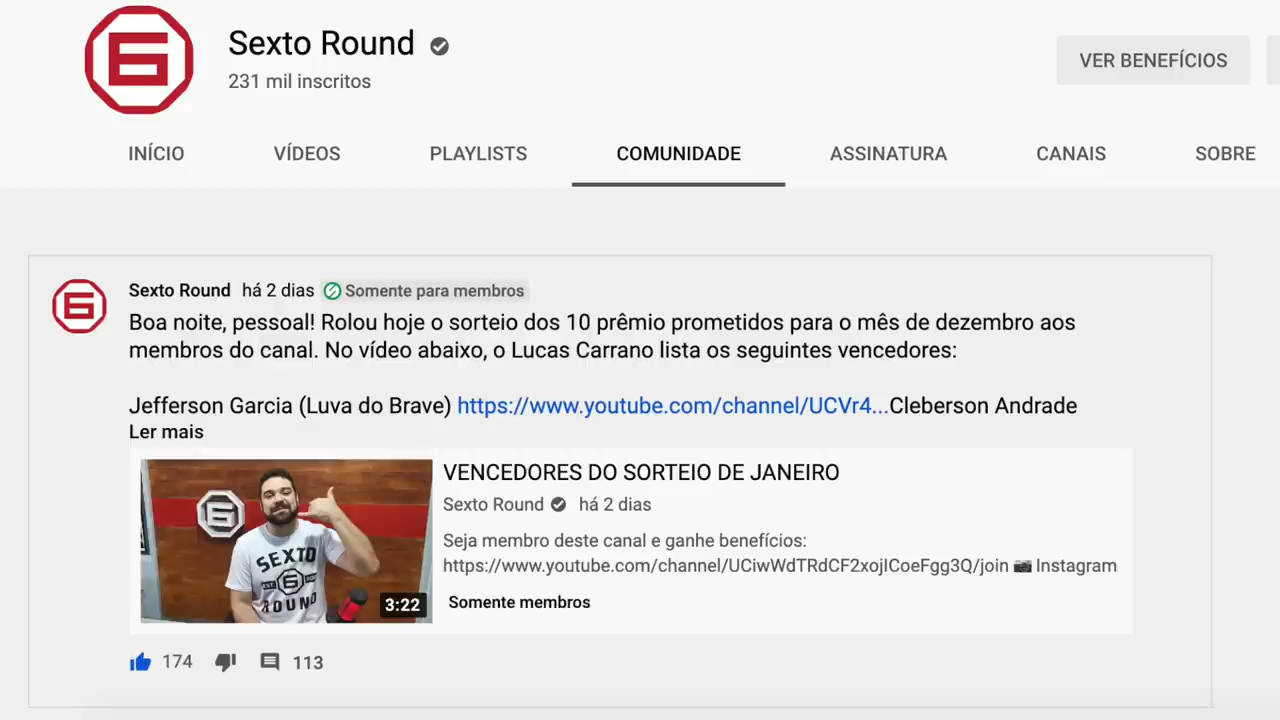 Sexto Round
231 mil inscritos
VER BENEFÍCIOS
INÍCIO VÍDEOS PLAYLISTS COMUNIDADE ASSINATURA CANAIS SOBRE
Sexto Round há 2 dias Somente para membros
Boa noite, pessoal! Rolou hoje o sorteio dos 10 prêmio prometidos para o mês de dezembro aos
membros do canal. No vídeo abaixo, o Lucas Carrano lista os seguintes vencedores:
Jefferson Garcia (Luva do Brave) https://www.youtube.com/channel/UCVr4...Cleberson Andrade
Ler mais
SEXTO
ROUND
3:22
VENCEDORES DO SORTEIO DE JANEIRO
Sexto Round há 2 dias
Seja membro deste canal e ganhe benefícios:
https://www.youtube.com/channel/UCiwWdTRdCF2xojICoeFgg3Q/join 📷 Instagram
Somente membros
174 113